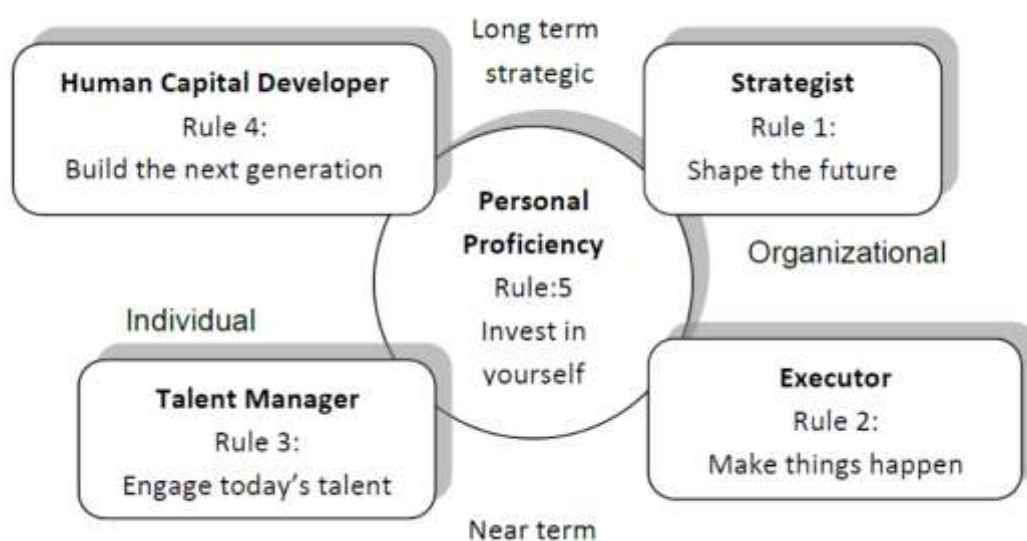 Long term
strategic
Human Capital Developer
Rule 4:
Build the next generation
Strategist
Rule 1:
Shape the future
Personal
Proficiency
Rule:5
Invest in
yourself
Organizational
Individual
Talent Manager
Rule 3:
Engage today's talent
Executor
Rule 2:
Make things happen
Near term